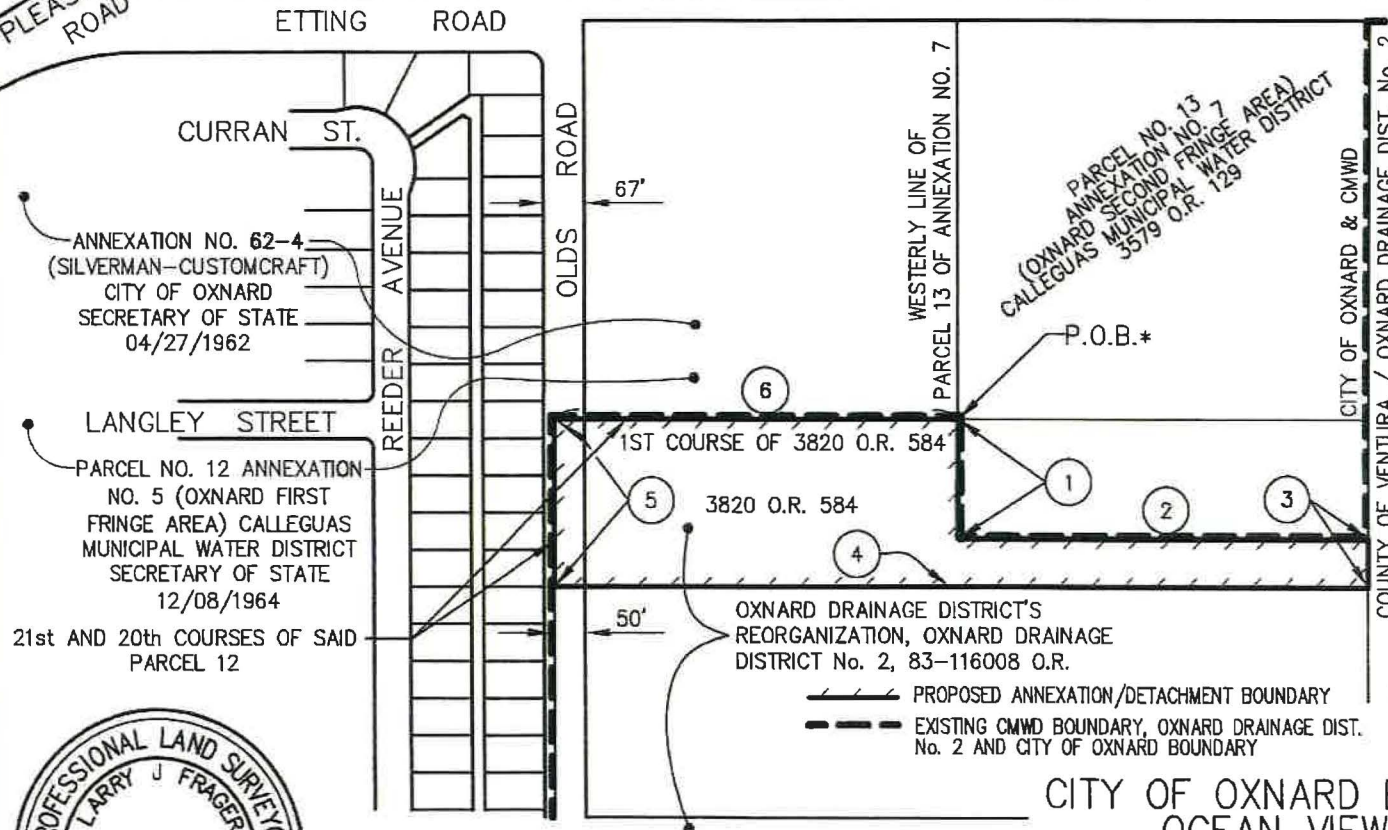 ROAD
ETTING ROAD
CURRAN ST.
REEDER AVENUE
OLDS ROAD
67'
ANNEXATION NO. 62-4
(SILVERMAN-CUSTOMCRAFT)
CITY OF OXNARD
SECRETARY OF STATE
04/27/1962
LANGLEY STREET
PARCEL NO. 12 ANNEXATION
NO. 5 (OXNARD FIRST
FRINGE AREA) CALLEGUAS
MUNICIPAL WATER DISTRICT
SECRETARY OF STATE
12/08/1964
21st AND 20th COURSES OF SAID
PARCEL 12
WESTERLY LINE OF
PARCEL 13 OF ANNEXATION NO. 7
PARCEL NO. 13
ANNEXATION NO. 7
(OXNARD SECOND FRINGE AREA)
CALLEGUAS MUNICIPAL WATER DISTRICT
3579 O.R. 129
P.O.B.*
CITY OF OXNARD & CMWD
COUNTY OF VENTURA / OXNARD DRAINAGE DIST. No. 2
6
1ST COURSE OF 3820 O.R. 584
5
3820 O.R. 584
1
2
3
4
50'
OXNARD DRAINAGE DISTRICT'S
REORGANIZATION, OXNARD DRAINAGE
DISTRICT No. 2, 83-116008 O.R.
PROPOSED ANNEXATION/DETACHMENT BOUNDARY
EXISTING CMWD BOUNDARY, OXNARD DRAINAGE DIST.
No. 2 AND CITY OF OXNARD BOUNDARY
LAND SURVEYO
LARRY J FRAGER
CITY OF OXNARD
OCEAN VIEW